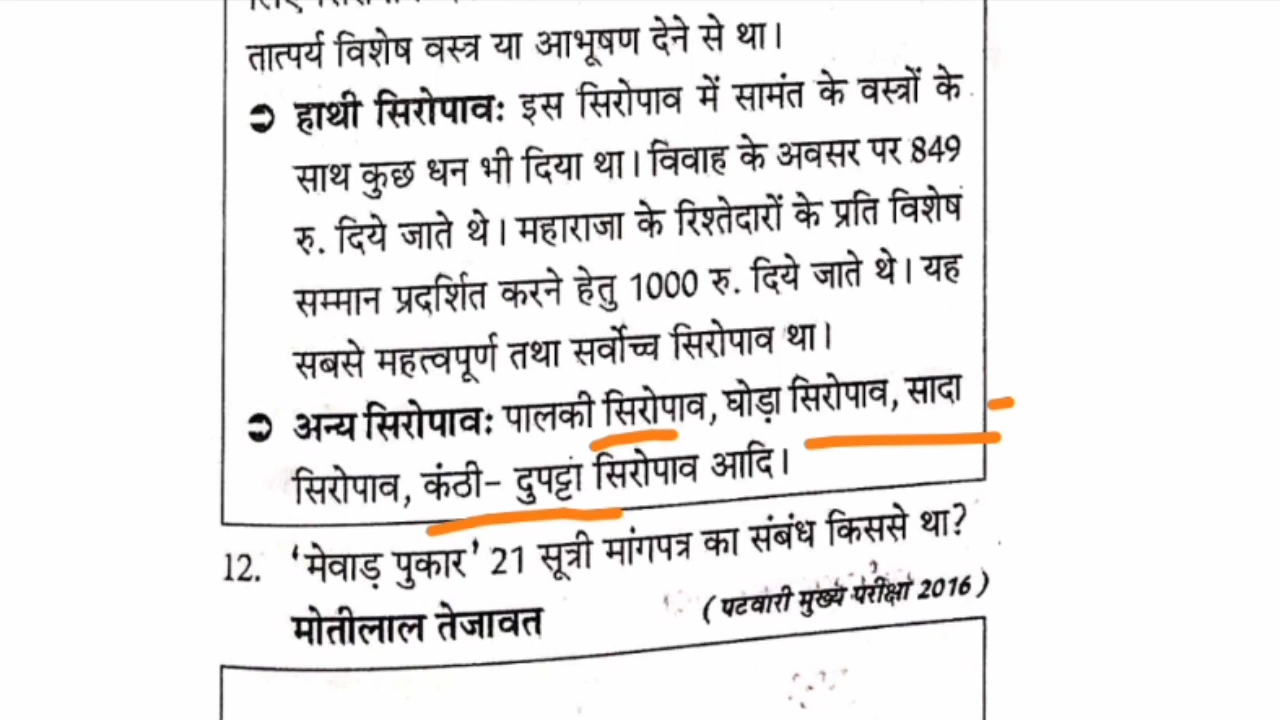 तात्पर्य विशेष वस्त्र या आभूषण देने से था।
➲ हाथी सिरोपाव: इस सिरोपाव में सामंत के वस्त्रों के
साथ कुछ धन भी दिया था। विवाह के अवसर पर 849
रु. दिये जाते थे। महाराजा के रिश्तेदारों के प्रति विशेष
सम्मान प्रदर्शित करने हेतु 1000 रु. दिये जाते थे। यह
सबसे महत्वपूर्ण तथा सर्वोच्च सिरोपाव था।
➲ अन्य सिरोपाव: पालकी सिरोपाव, घोड़ा सिरोपाव, सादा
सिरोपाव, कंठी- दुपट्टा सिरोपाव आदि।
12. 'मेवाड़ पुकार' 21 सूत्री मांगपत्र का संबंध किससे था?
(पटवारी मुख्य परीक्षा 2016)
मोतीलाल तेजावत